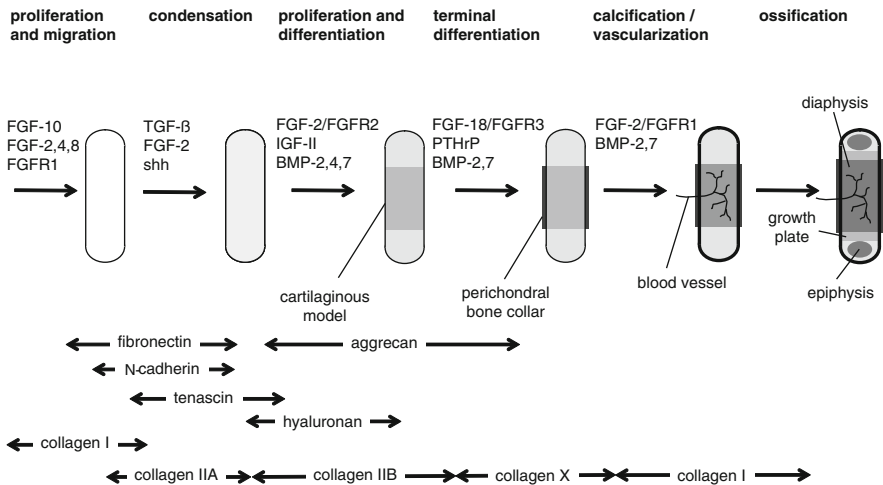 proliferation
and migration
condensation
proliferation and
differentiation
terminal
differentiation
calcification /
vascularization
ossification
FGF-10
FGF-2,4,8
FGFR1
TGF-ß
FGF-2
shh
FGF-2/FGFR2
IGF-II
BMP-2,4,7
FGF-18/FGFR3
PTHrP
BMP-2,7
FGF-2/FGFR1
BMP-2,7
diaphysis
growth
plate
epiphysis
cartilaginous
model
perichondral
bone collar
blood vessel
fibronectin
aggrecan
N-cadherin
tenascin
hyaluronan
collagen I
collagen IIA
collagen IIB
collagen X
collagen I